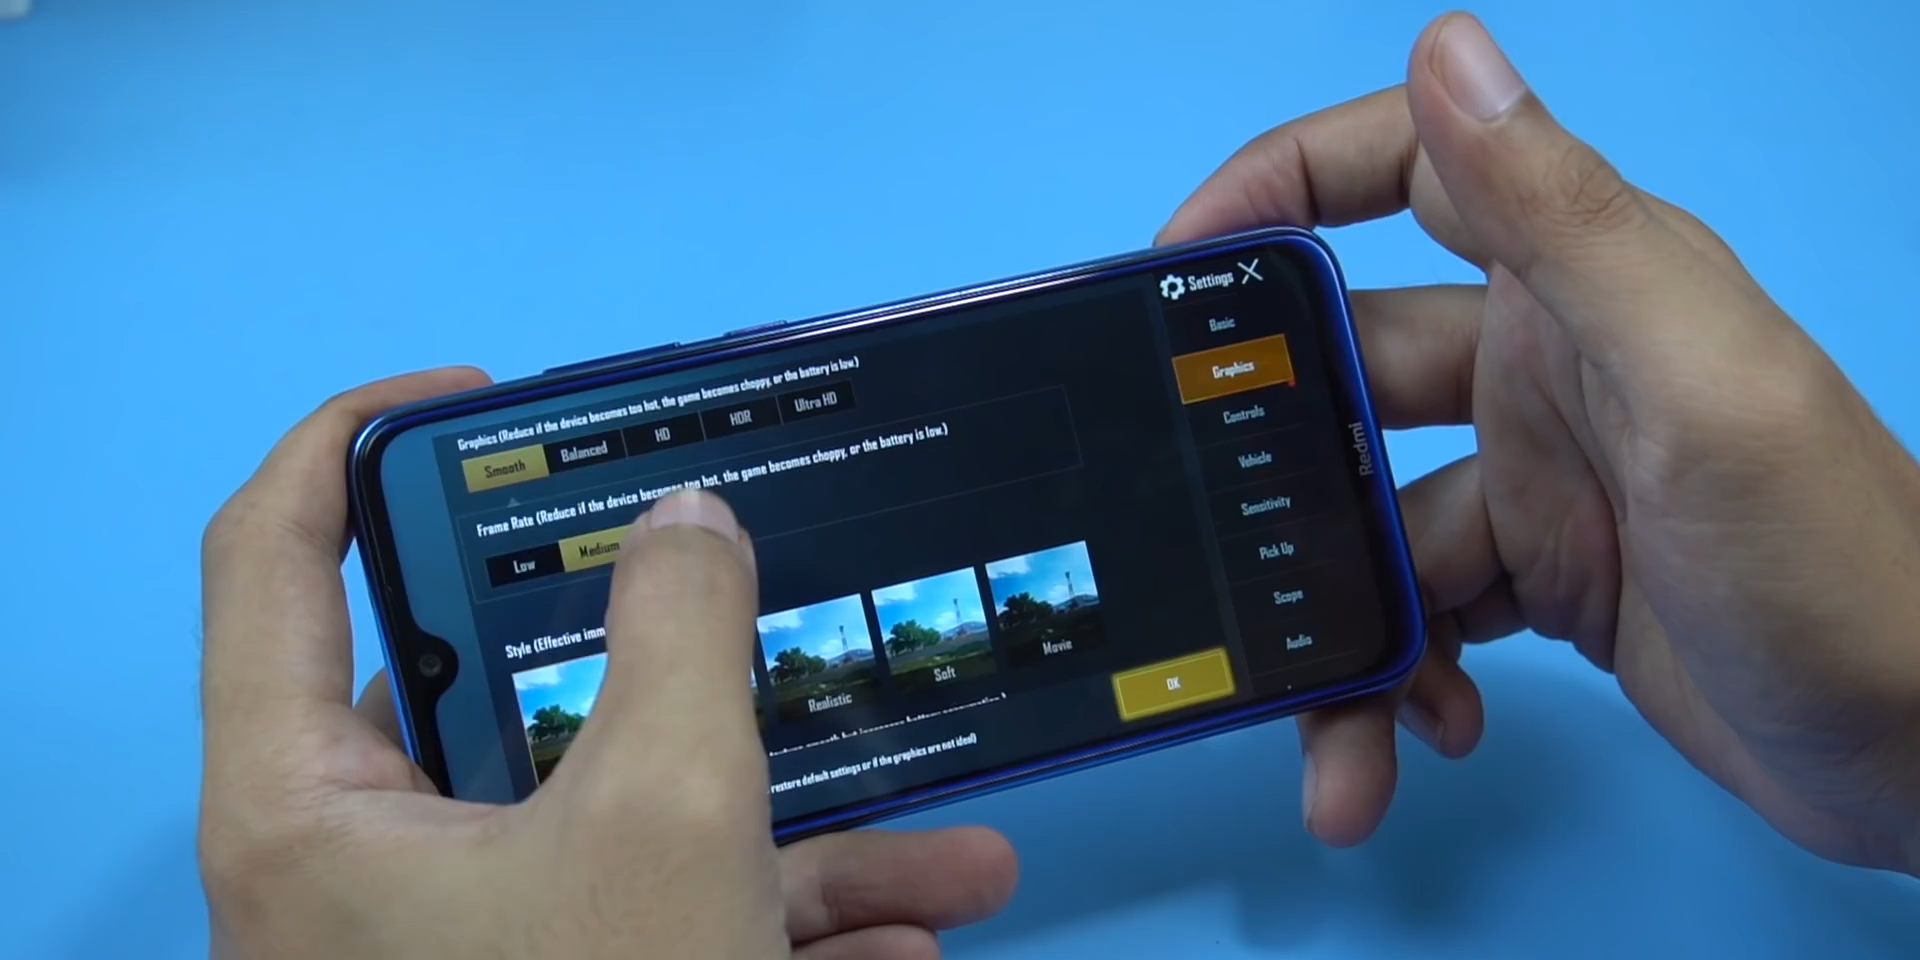 Settings
Basic
Graphics
Controls
Vehicle
Sensitivity
Pick Up
Scope
Audio
Graphics (Reduce if the device becomes too hot, the game becomes choppy, or the battery is low.)
Smooth
Balanced
HD
HDR
Ultra HD
Frame Rate (Reduce if the device becomes too hot, the game becomes choppy, or the battery is low.)
Low
Medium
Style (Effective
Realistic
Soft
Movie
restore default settings or if the graphics are not ideal)
OK
Redmi